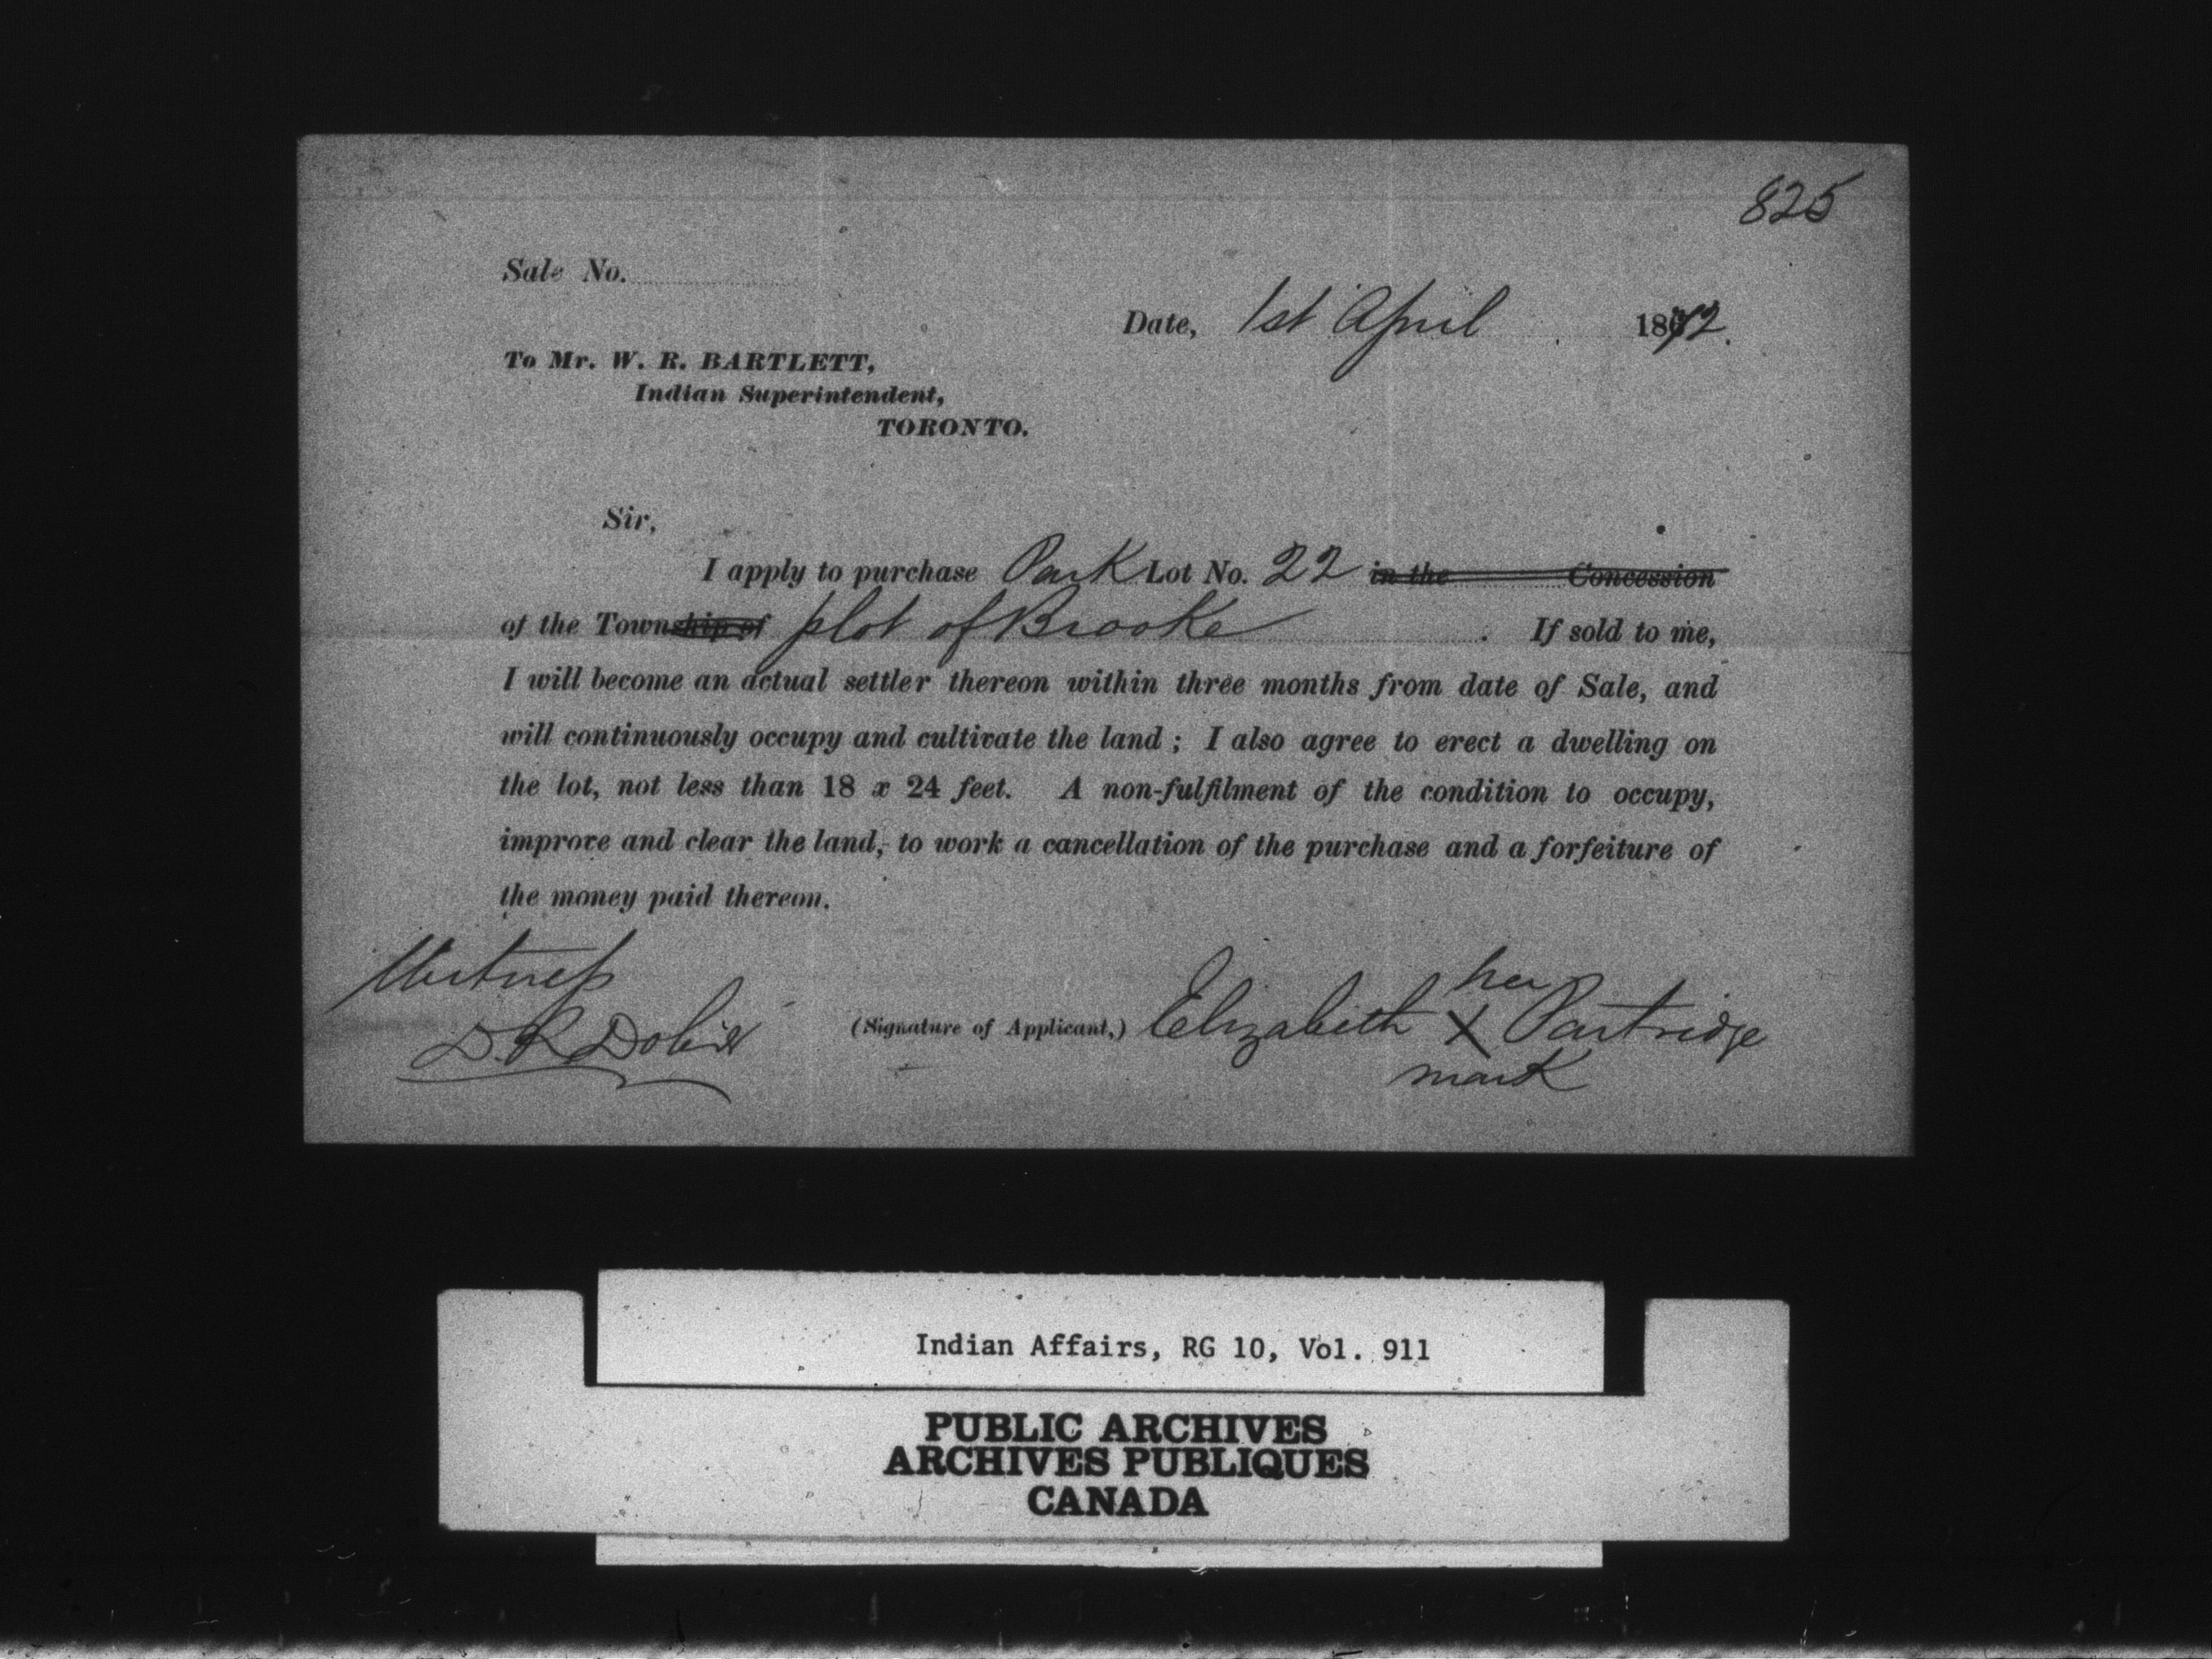 825
Sale No.
Date, 1st April 1872.
To Mr. W. R. BARTLETT,
Indian Superintendent,
TORONTO.
Sir,
I apply to purchase Park Lot No. 22 in the Concession
of the Township of plot of Brooke . If sold to me,
I will become an actual settler thereon within three months from date of Sale, and
will continuously occupy and cultivate the land ; I also agree to erect a dwelling on
the lot, not less than 18 x 24 feet. A non-fulfilment of the condition to occupy,
improve and clear the land, to work a cancellation of the purchase and a forfeiture of
the money paid thereon.
Witness
her
D. R. Dobie (Signature of Applicant,) Elizabeth X Partridge
mark
Indian Affairs, RG 10, Vol. 911
PUBLIC ARCHIVES
ARCHIVES PUBLIQUES
CANADA